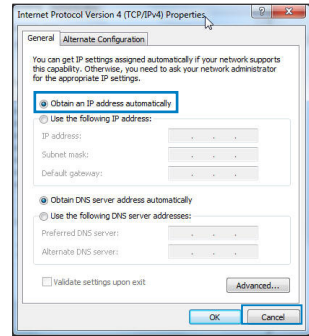 Internet Protocol Version 4 (TCP/IPv4) Properties
General
Alternate Configuration
You can get IP settings assigned automatically if your network supports
this capability. Otherwise, you need to ask your network administrator
for the appropriate IP settings.
Obtain an IP address automatically
Use the following IP address:
IP address:
Subnet mask:
Default gateway:
Obtain DNS server address automatically
Use the following DNS server addresses:
Preferred DNS server:
Alternate DNS server:
Validate settings upon exit
Advanced...
OK
Cancel